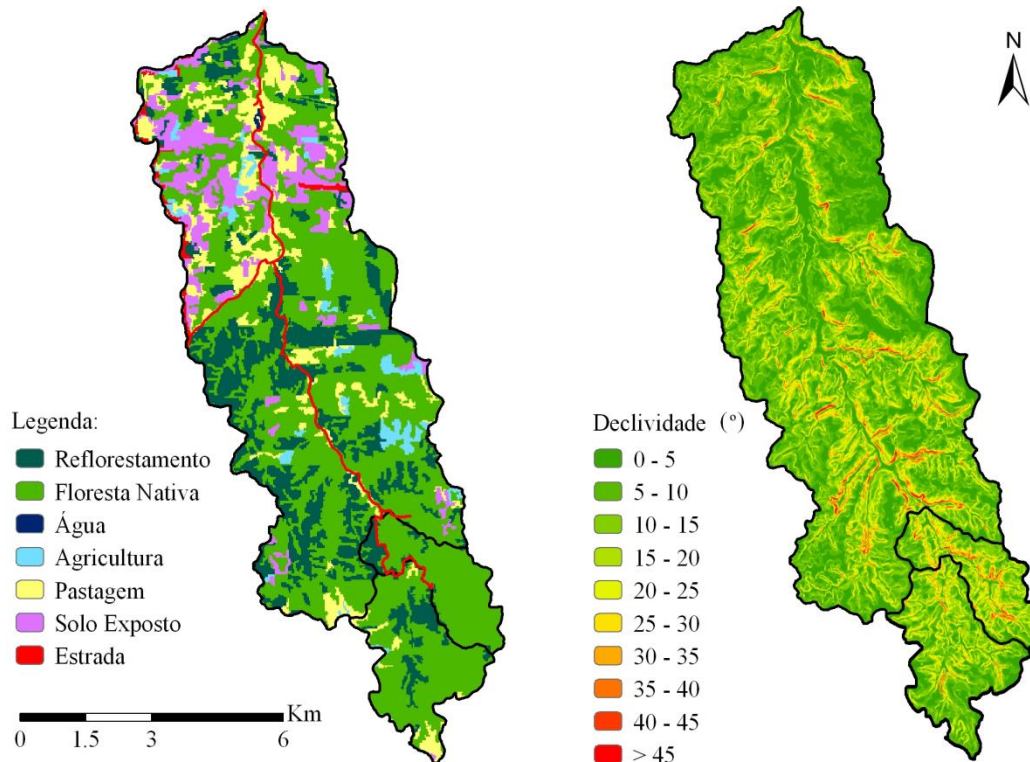 N
Legenda:
Reflorestamento
Floresta Nativa
Água
Agricultura
Pastagem
Solo Exposto
Estrada
Km
0 1.5 3 6
Declividade (º)
0 - 5
5 - 10
10 - 15
15 - 20
20 - 25
25 - 30
30 - 35
35 - 40
40 - 45
> 45